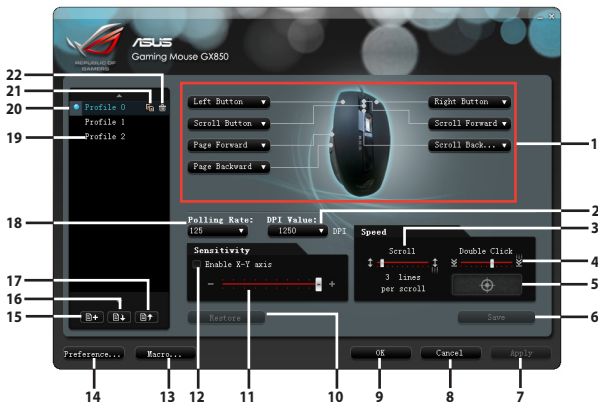 REPUBLIC OF
GAMERS
ASUS
Gaming Mouse GX850
22
21
20
19
Profile 0
Profile 1
Profile 2
Left Button
Scroll Button
Page Forward
Page Backward
Right Button
Scroll Forward
Scroll Back...
1
2
3
4
5
6
18
Polling Rate:
125
DPI Value:
1250
DPI
Sensitivity
Enable X-Y axis
-
+
Speed
Scroll
3 lines
per scroll
Double Click
17
16
15
Restore
Save
Preference...
Macro...
OK
Cancel
Apply
14
13
12
11
10
9
8
7